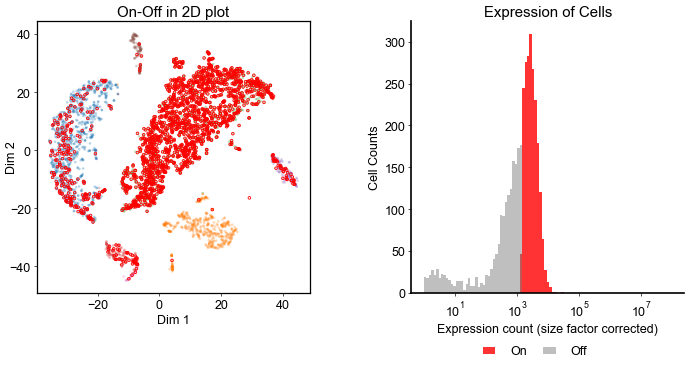 On-Off in 2D plot
Dim 2
40
20
0
−20
−40
−20
0
20
40
Dim 1
Expression of Cells
Cell Counts
300
250
200
150
100
50
0
10^1
10^3
10^5
10^7
Expression count (size factor corrected)
On
Off